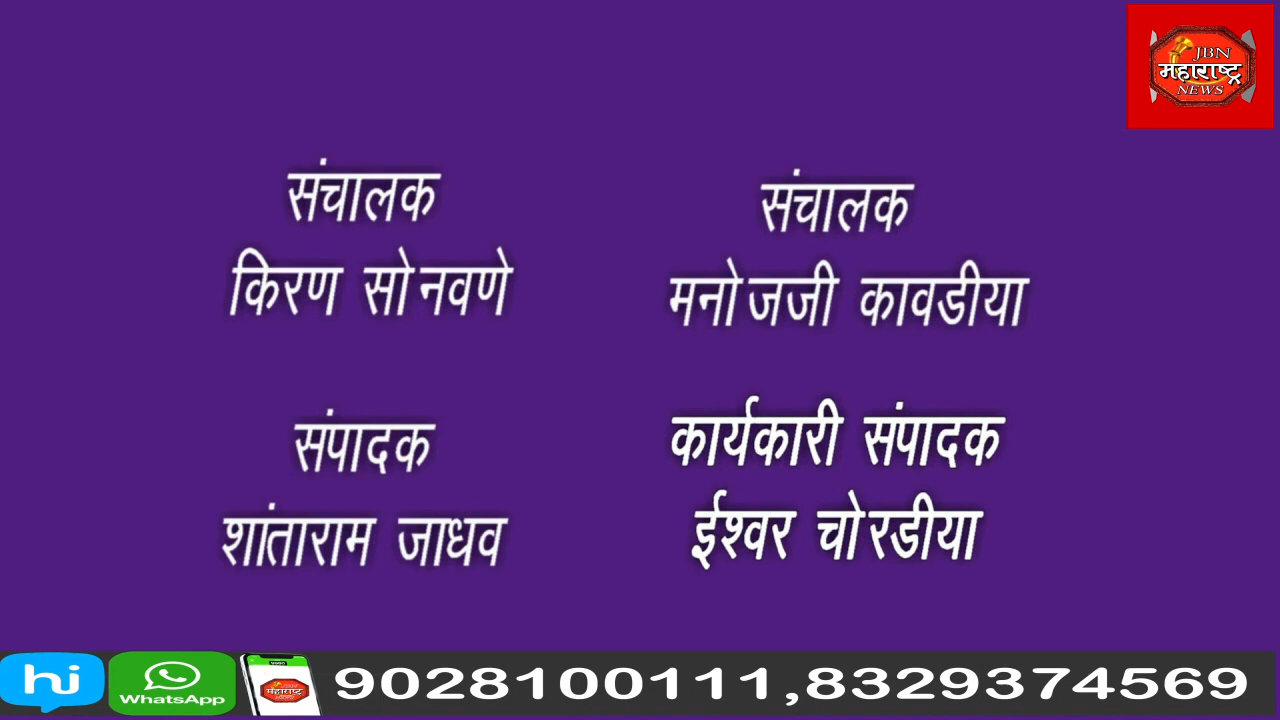 JBN
महाराष्ट्र
NEWS
संचालक
किरण सोनवणे
संचालक
मनोजजी कावडीया
संपादक
शांताराम जाधव
कार्यकारी संपादक
ईश्वर चोरडीया
hi
WhatsApp
महाराष्ट्र
9028100111,8329374569